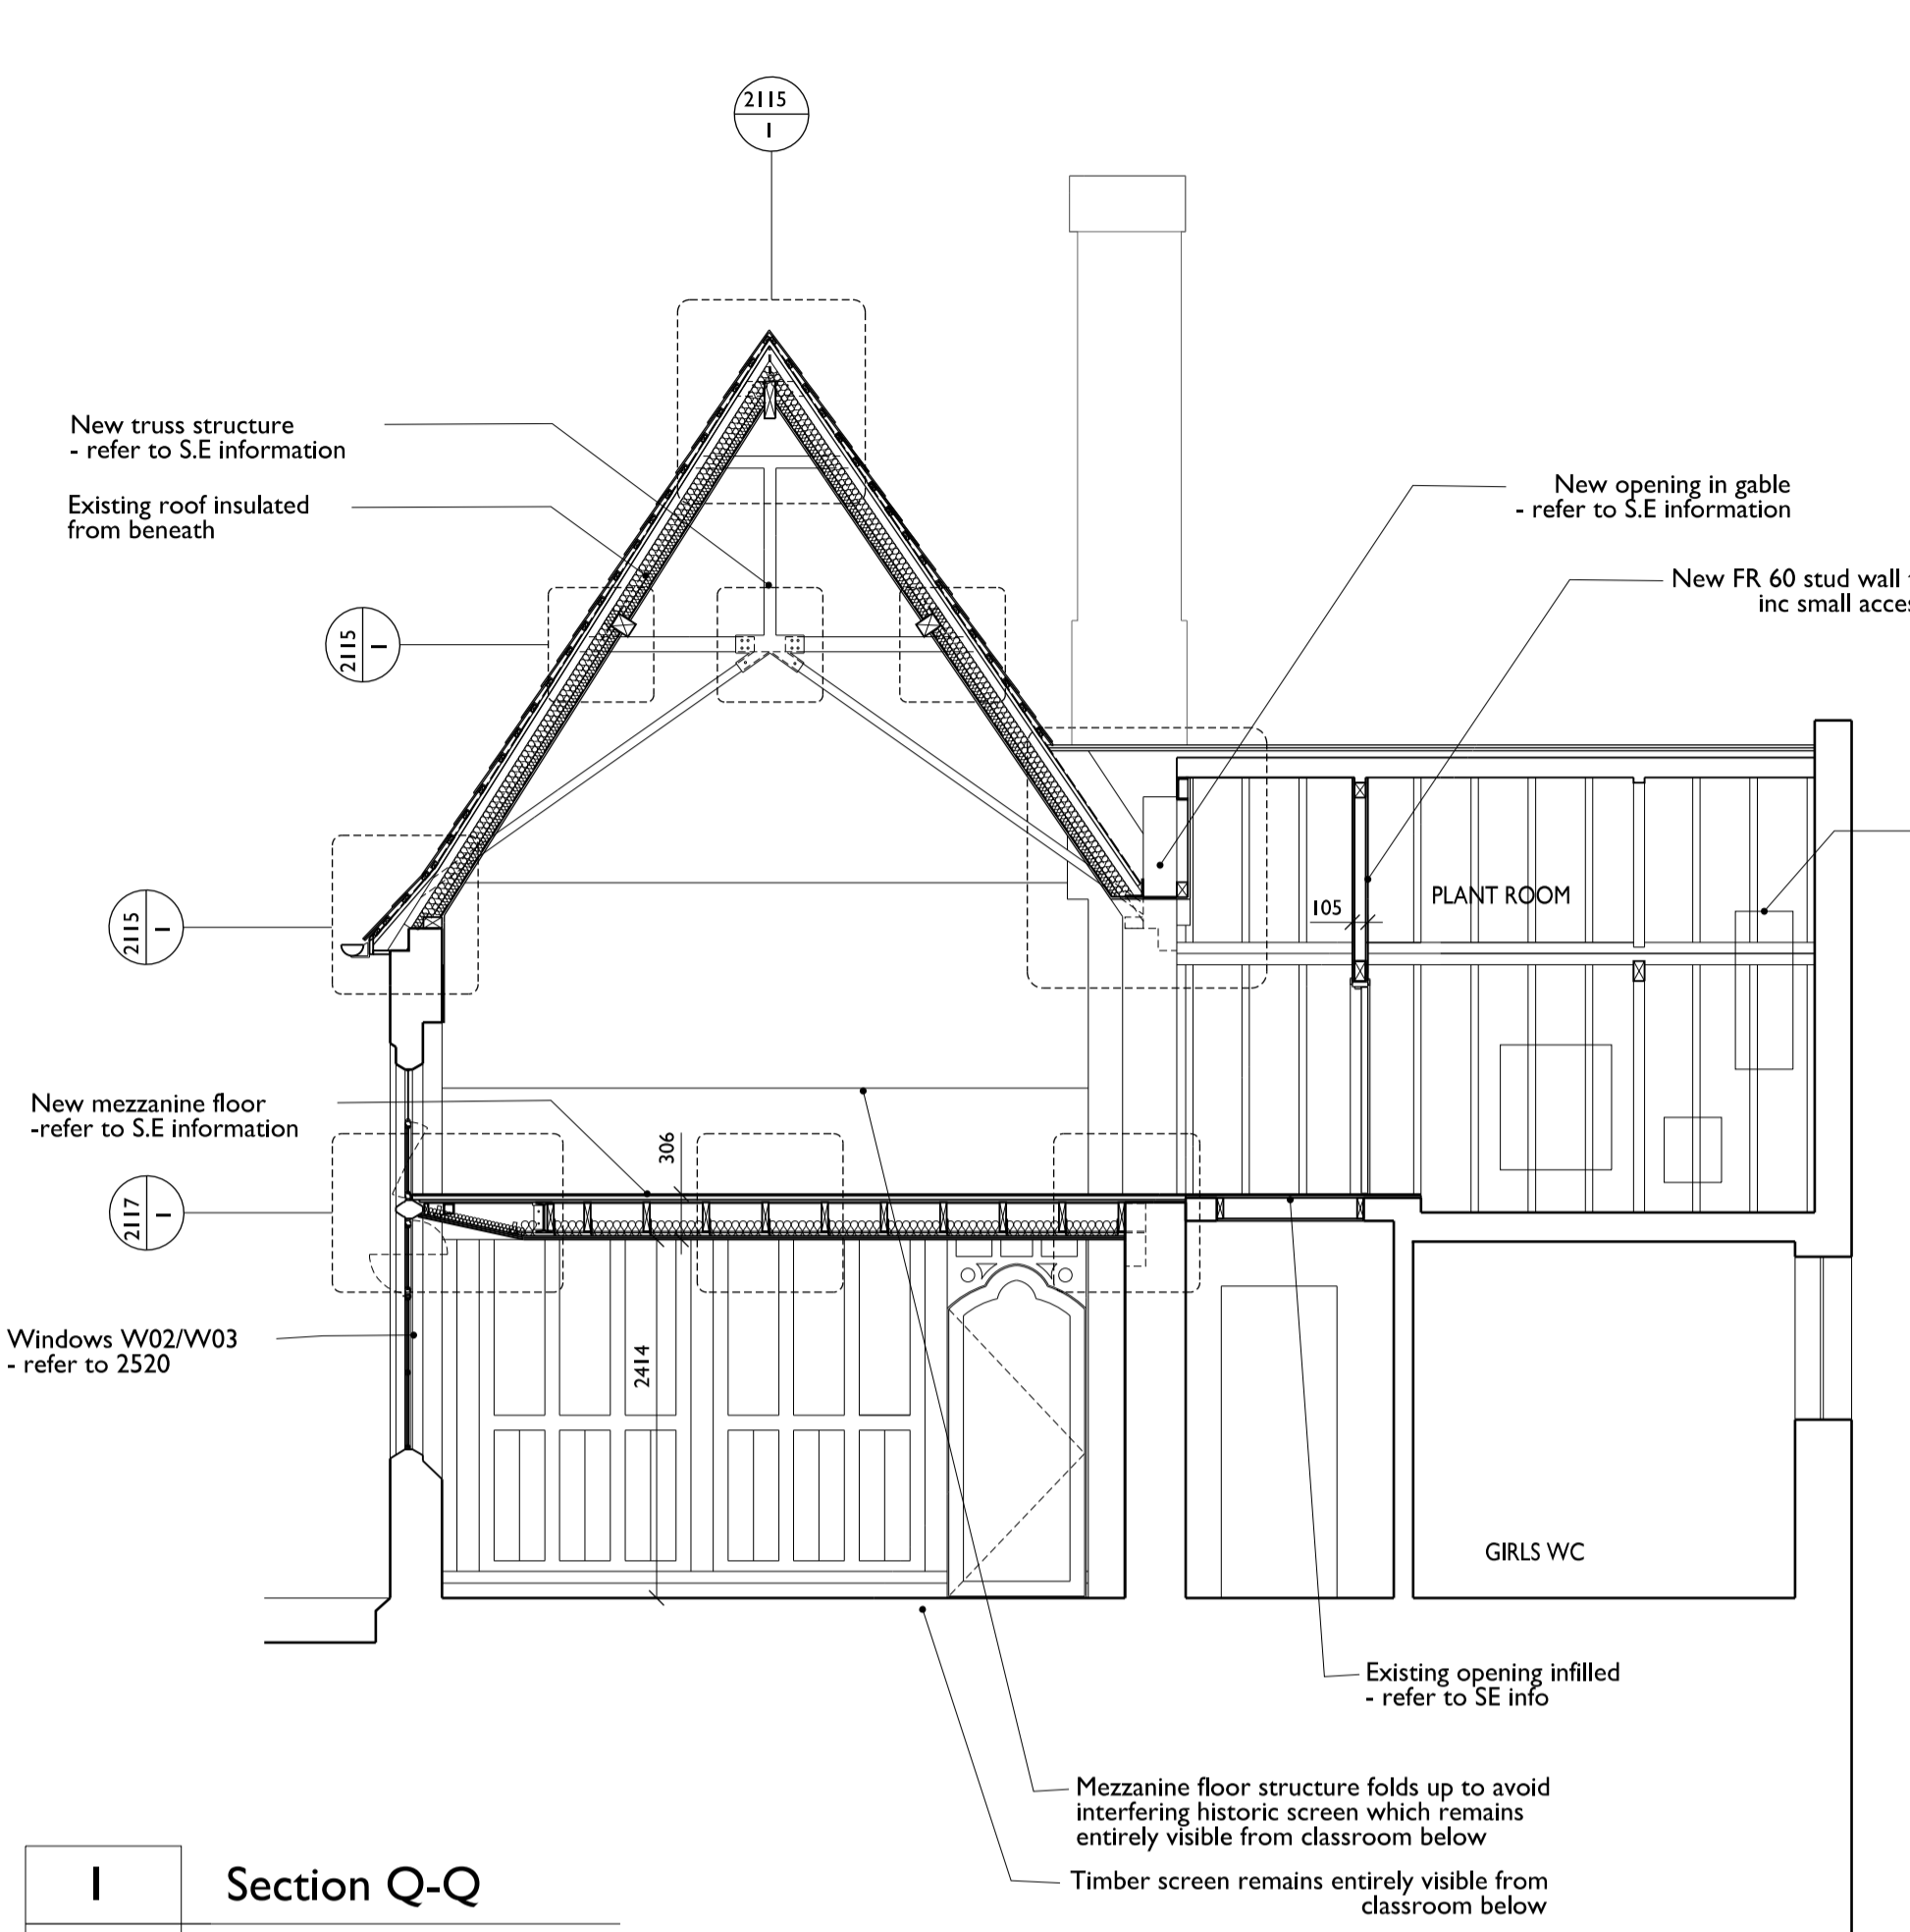 2115
1
New truss structure
- refer to S.E information
Existing roof insulated
from beneath
New opening in gable
- refer to S.E information
New FR 60 stud wall
inc small acces
2115
1
PLANT ROOM
105
2115
1
New mezzanine floor
-refer to S.E information
306
2117
1
Windows W02/W03
- refer to 2520
2414
GIRLS WC
Existing opening infilled
- refer to SE info
Mezzanine floor structure folds up to avoid
interfering historic screen which remains
entirely visible from classroom below
Timber screen remains entirely visible from
classroom below
1
Section Q-Q